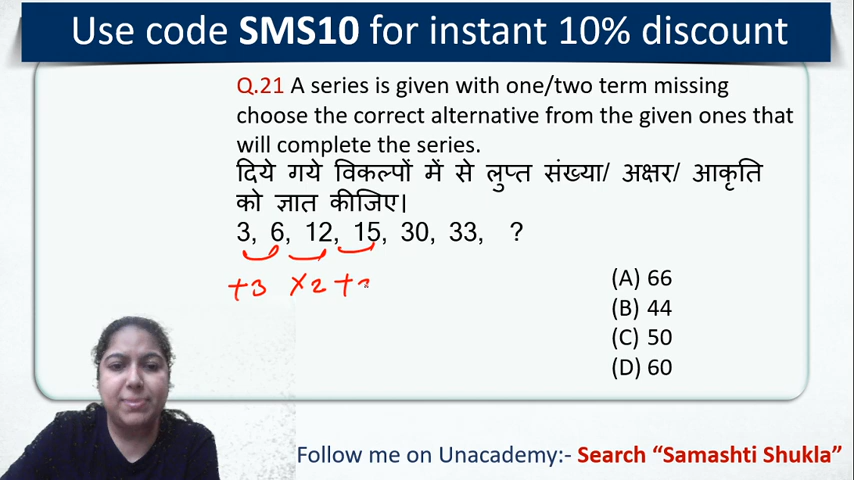 Use code SMS10 for instant 10% discount
Q.21 A series is given with one/two term missing
choose the correct alternative from the given ones that
will complete the series.
दिये गये विकल्पों में से लुप्त संख्या/ अक्षर/ आकृति
को ज्ञात कीजिए।
3, 6, 12, 15, 30, 33, ?
+3 ×2 +
(A) 66
(B) 44
(C) 50
(D) 60
Follow me on Unacademy:- Search “Samashti Shukla”